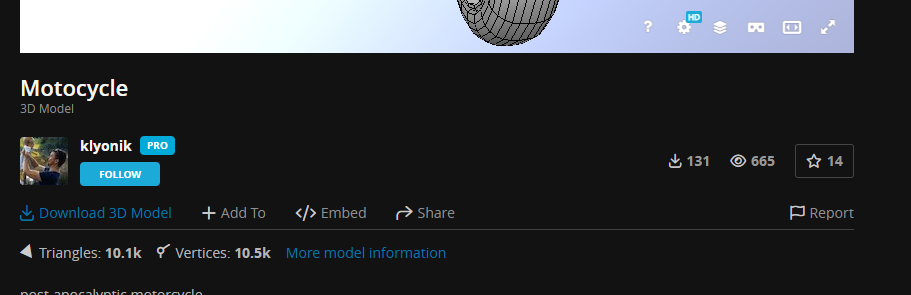 ?
HD
Motocycle
3D Model
klyonik PRO
FOLLOW
131 665 14
Download 3D Model Add To </> Embed Share Report
Triangles: 10.1k Vertices: 10.5k More model information
post-apocalyptic motorcycle